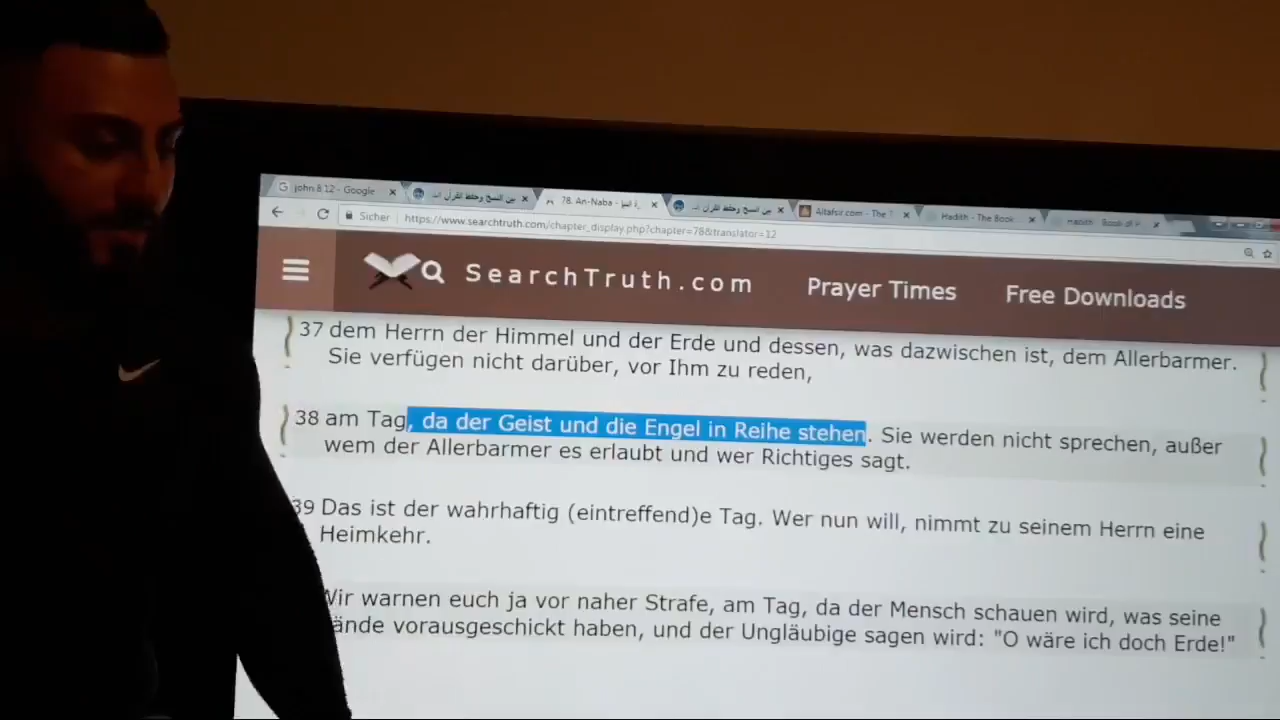 john 8 12 - Google
78. An-Naba -
Altafsir.com - The
Hadith - The Book
Sicher
https://www.searchtruth.com/chapter_display.php?chapter=78&translator=12
SearchTruth.com
Prayer Times
Free Downloads
37 dem Herrn der Himmel und der Erde und dessen, was dazwischen ist, dem Allerbarmer.
Sie verfügen nicht darüber, vor Ihm zu reden,
38 am Tag, da der Geist und die Engel in Reihe stehen. Sie werden nicht sprechen, außer
wem der Allerbarmer es erlaubt und wer Richtiges sagt.
39 Das ist der wahrhaftig (eintreffend)e Tag. Wer nun will, nimmt zu seinem Herrn eine
Heimkehr.
Wir warnen euch ja vor naher Strafe, am Tag, da der Mensch schauen wird, was seine
ände vorausgeschickt haben, und der Ungläubige sagen wird: "O wäre ich doch Erde!"